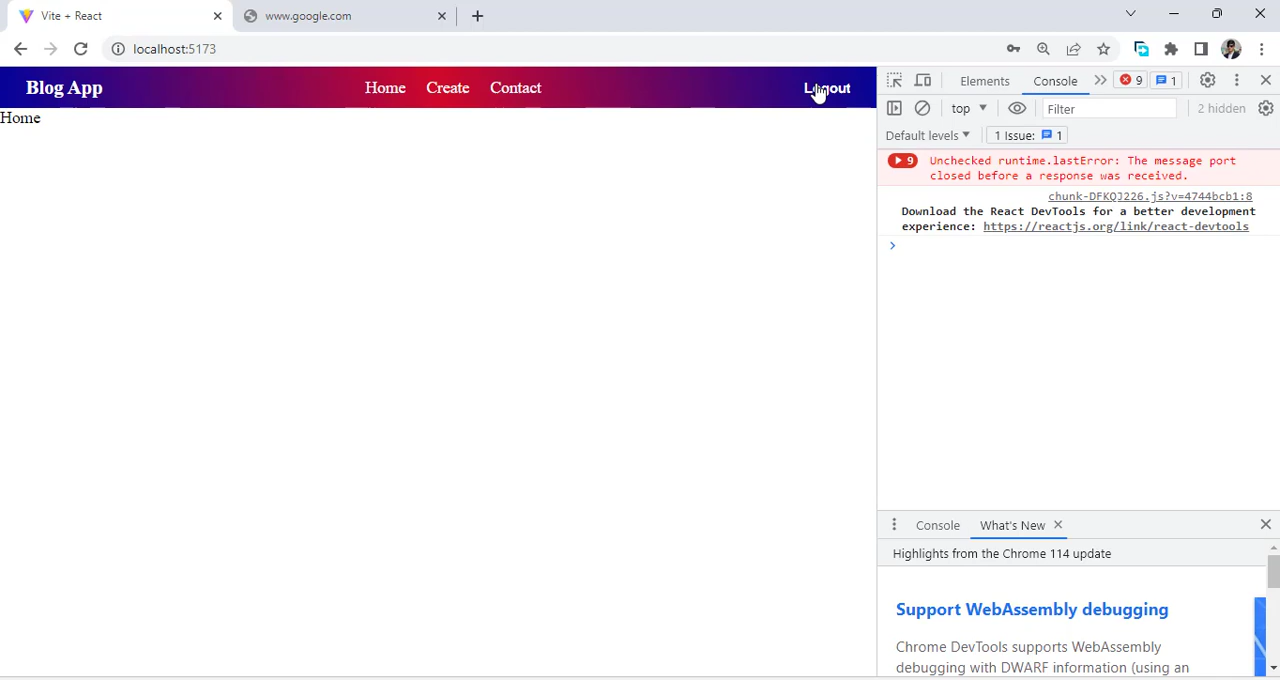 Vite + React
www.google.com
localhost:5173
Blog App
Home
Create
Contact
Logout
Home
Elements
Console
9
1
top
Filter
2 hidden
Default levels
1 Issue:
1
9
Unchecked runtime.lastError: The message port
closed before a response was received.
chunk-DFKQJ226.js?v=4744bcb1:8
Download the React DevTools for a better development
experience: https://reactjs.org/link/react-devtools
Console
What's New
Highlights from the Chrome 114 update
Support WebAssembly debugging
Chrome DevTools supports WebAssembly
debugging with DWARF information (using an